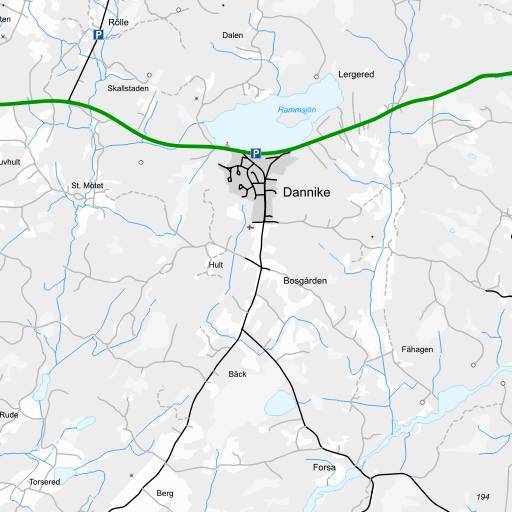 Rölle
P
Dalen
Lergered
Skallstaden
Rammsjön
P
St. Mötet
Dannike
Hult
Bosgården
Fähagen
Bäck
Rude
Forsa
Torsered
Berg
194